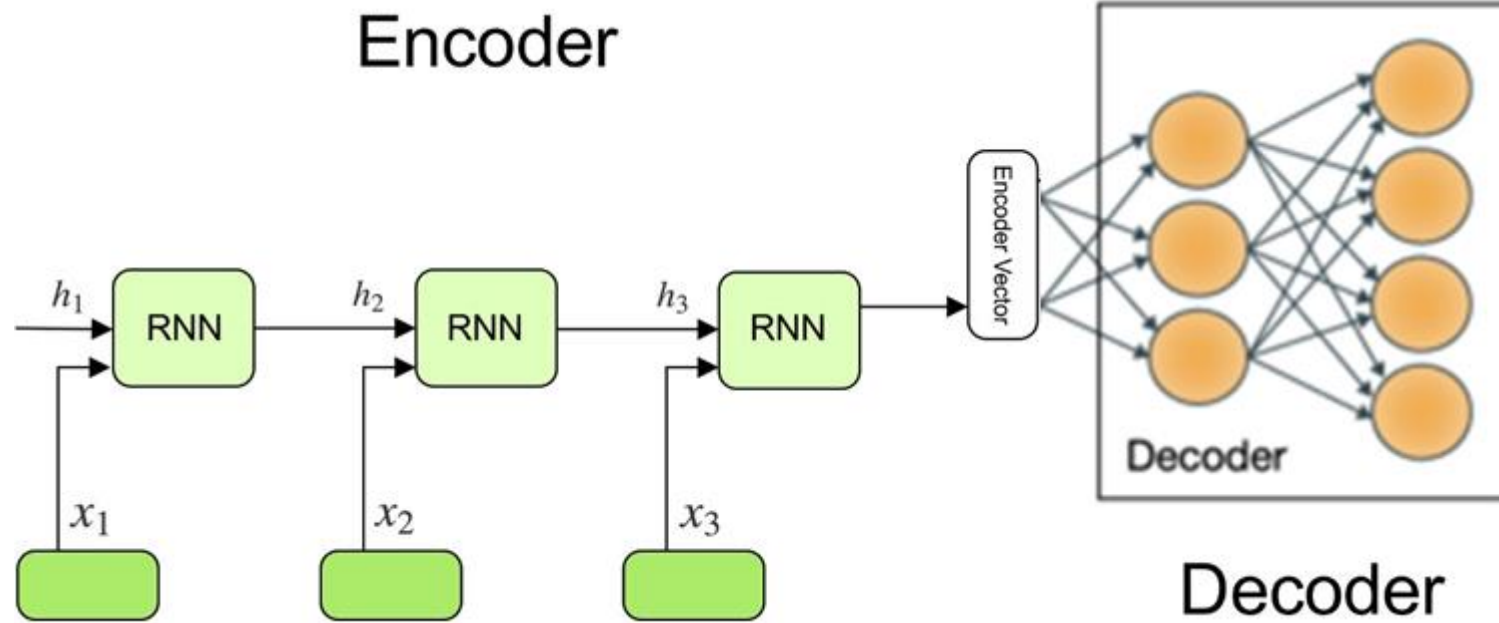 Encoder
Encoder Vector
h₁
RNN
h₂
RNN
h₃
RNN
x₁
x₂
x₃
Decoder
Decoder